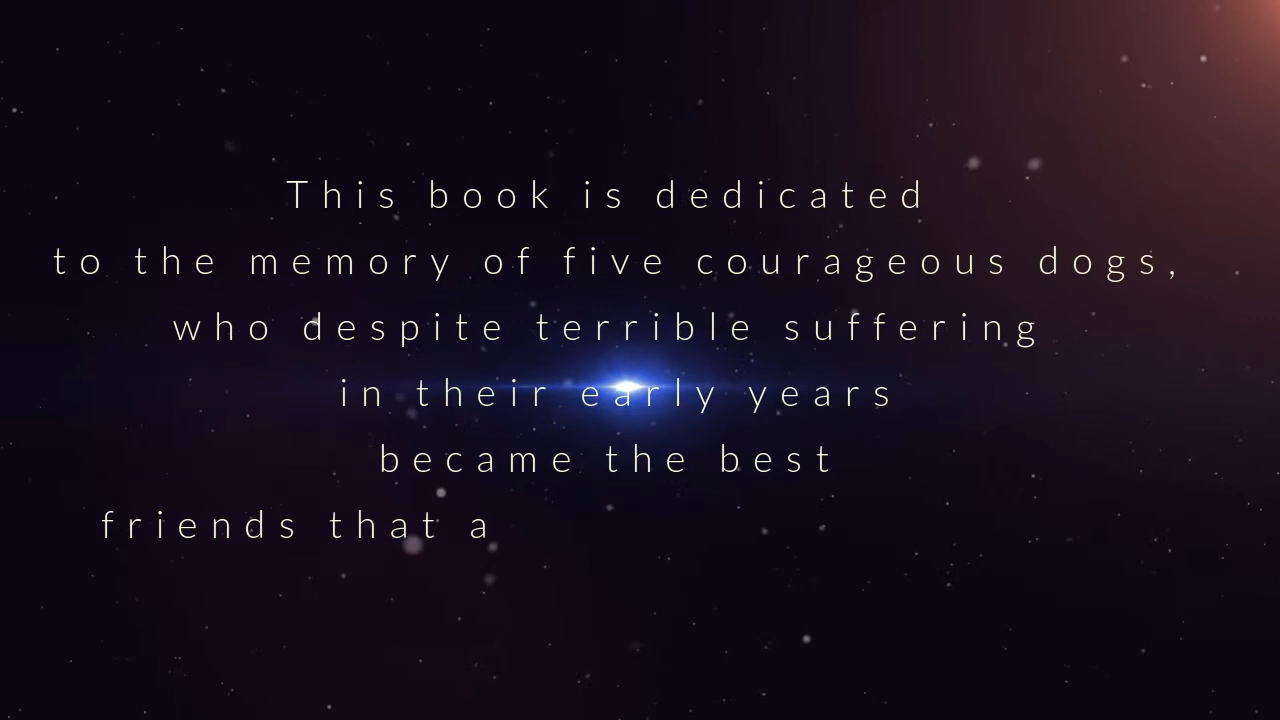 This book is dedicated
to the memory of five courageous dogs,
who despite terrible suffering
in their early years
became the best
friends that a